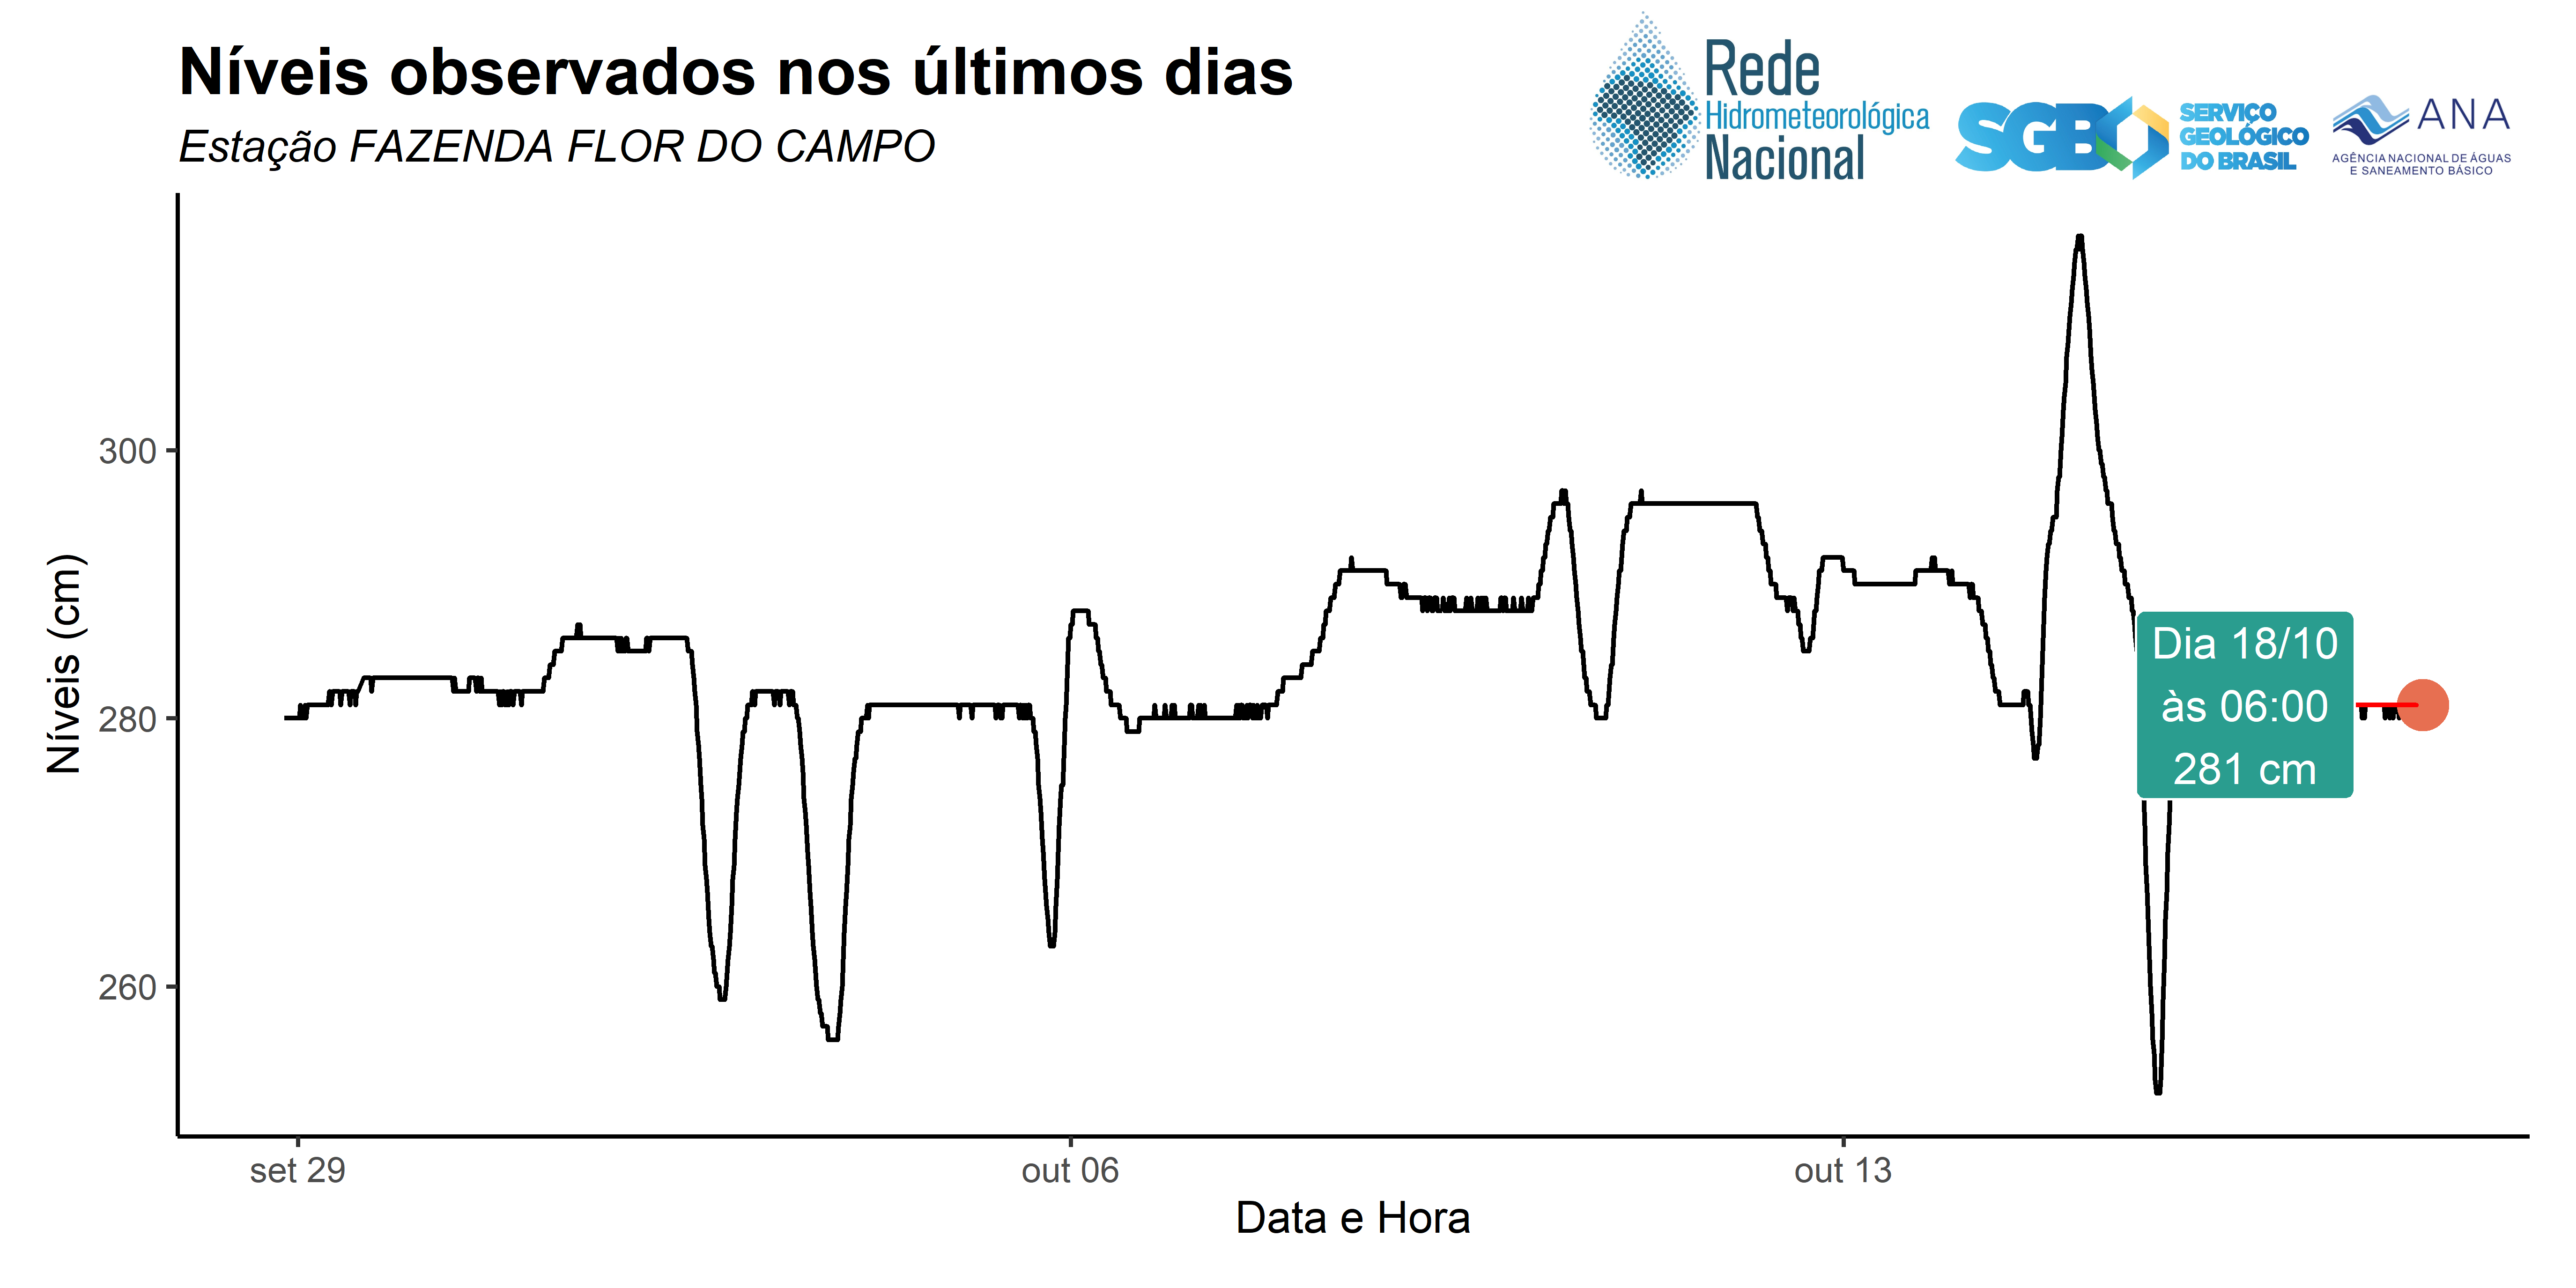 Níveis observados nos últimos dias
Estação FAZENDA FLOR DO CAMPO
Rede
Hidrometeorológica
Nacional
SGB
SERVIÇO
GEOLÓGICO
DO BRASIL
ANA
AGÊNCIA NACIONAL DE ÁGUAS
E SANEAMENTO BÁSICO
Níveis (cm)
300
280
260
Dia 18/10
às 06:00
281 cm
set 29
out 06
out 13
Data e Hora